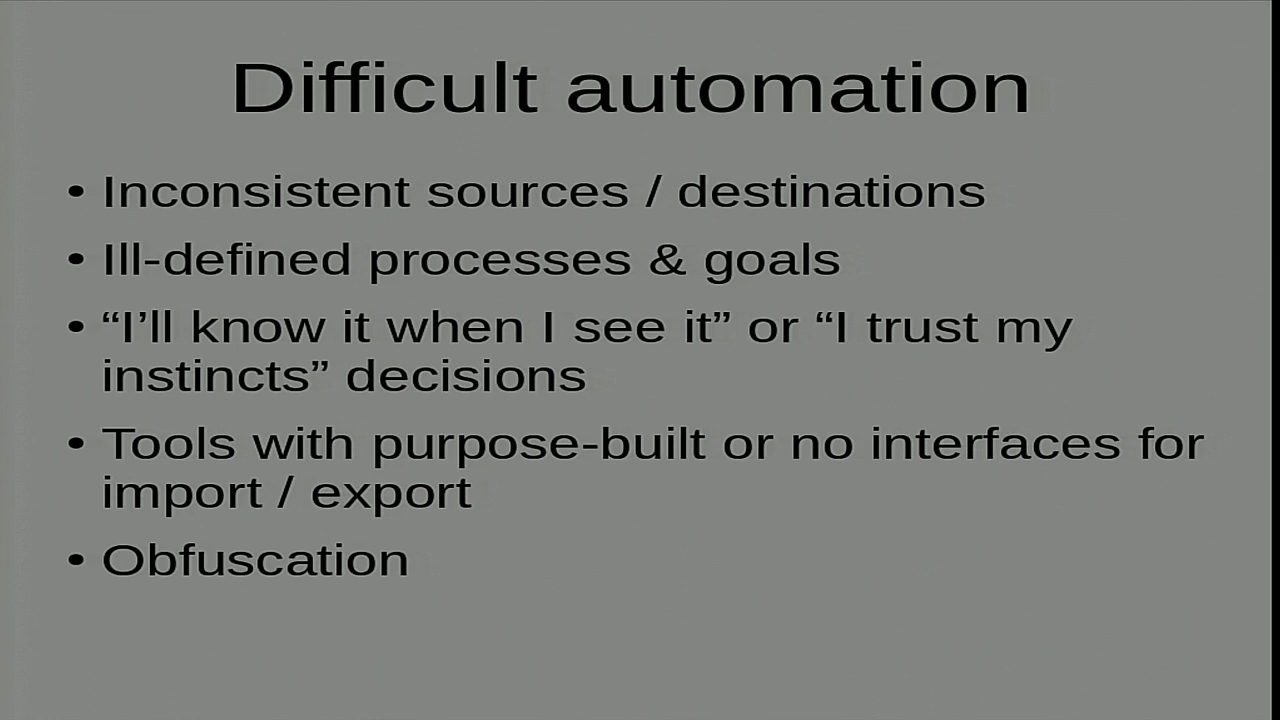 Difficult automation
• Inconsistent sources / destinations
• Ill-defined processes & goals
• “I’ll know it when I see it” or “I trust my
instincts” decisions
• Tools with purpose-built or no interfaces for
import / export
• Obfuscation